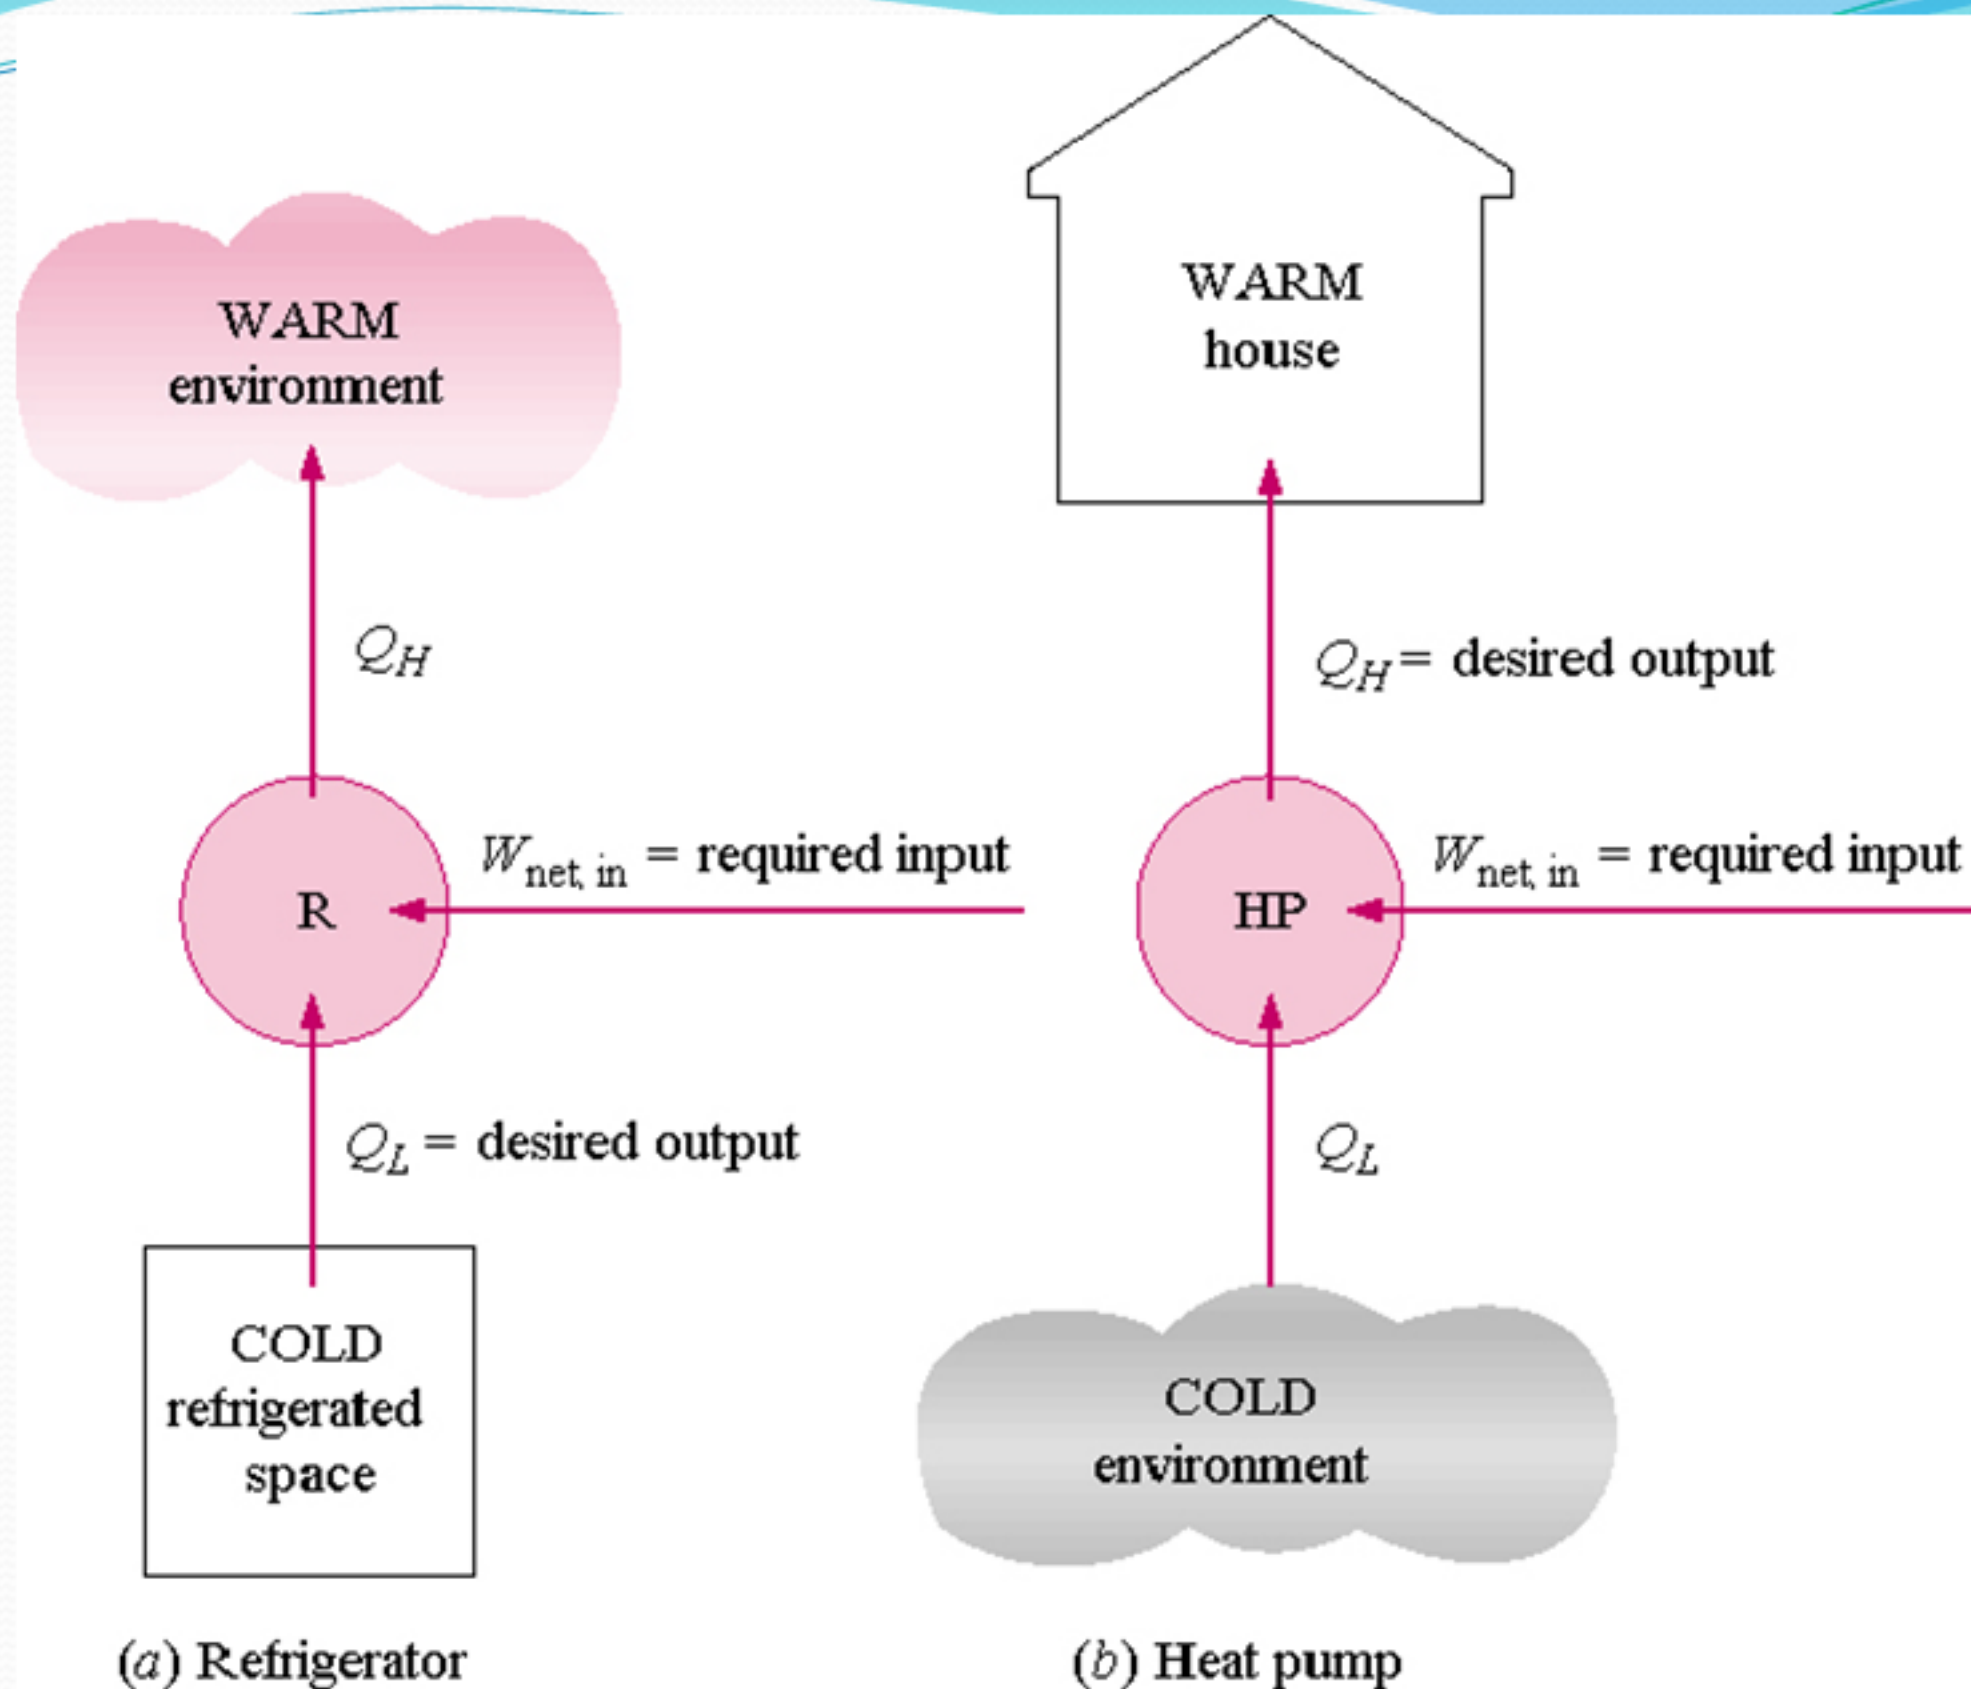 WARM
environment
Q_H
W_net, in = required input
R
Q_L = desired output
COLD
refrigerated
space
(a) Refrigerator
WARM
house
Q_H = desired output
W_net, in = required input
HP
Q_L
COLD
environment
(b) Heat pump